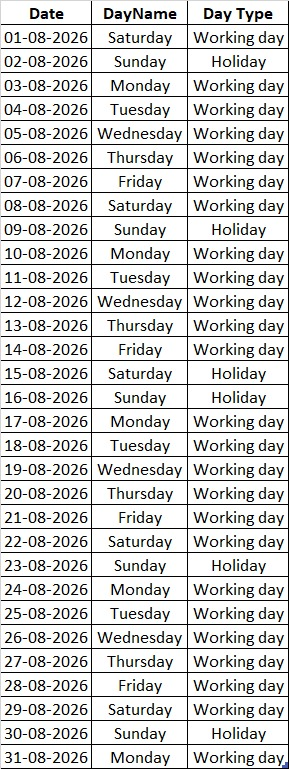 Date DayName Day Type
01-08-2026 Saturday Working day
02-08-2026 Sunday Holiday
03-08-2026 Monday Working day
04-08-2026 Tuesday Working day
05-08-2026 Wednesday Working day
06-08-2026 Thursday Working day
07-08-2026 Friday Working day
08-08-2026 Saturday Working day
09-08-2026 Sunday Holiday
10-08-2026 Monday Working day
11-08-2026 Tuesday Working day
12-08-2026 Wednesday Working day
13-08-2026 Thursday Working day
14-08-2026 Friday Working day
15-08-2026 Saturday Holiday
16-08-2026 Sunday Holiday
17-08-2026 Monday Working day
18-08-2026 Tuesday Working day
19-08-2026 Wednesday Working day
20-08-2026 Thursday Working day
21-08-2026 Friday Working day
22-08-2026 Saturday Working day
23-08-2026 Sunday Holiday
24-08-2026 Monday Working day
25-08-2026 Tuesday Working day
26-08-2026 Wednesday Working day
27-08-2026 Thursday Working day
28-08-2026 Friday Working day
29-08-2026 Saturday Working day
30-08-2026 Sunday Holiday
31-08-2026 Monday Working day